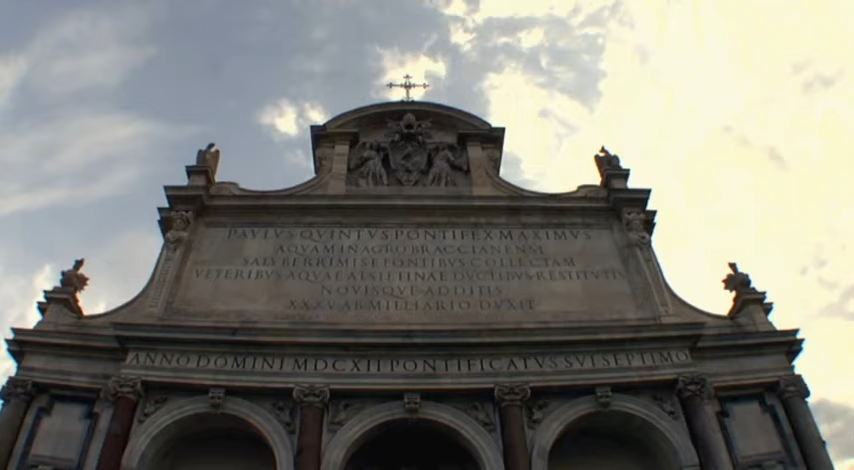 PAVLVS QVINTVS PONTIFEX MAXIMVS
AQVAM IN AGRO BRACCIANENSI
SALVBERRIMIS E FONTIBVS COLLECTAM
VETERIBVS AQVAE ALSIETINAE DVCTIBVS RESTITVTIS
NOVISQVE ADDITIS
XXXV AB MILLIARIO DVXIT
ANNO DOMINI MDCXII PONTIFICATVS SVI SEPTIMO